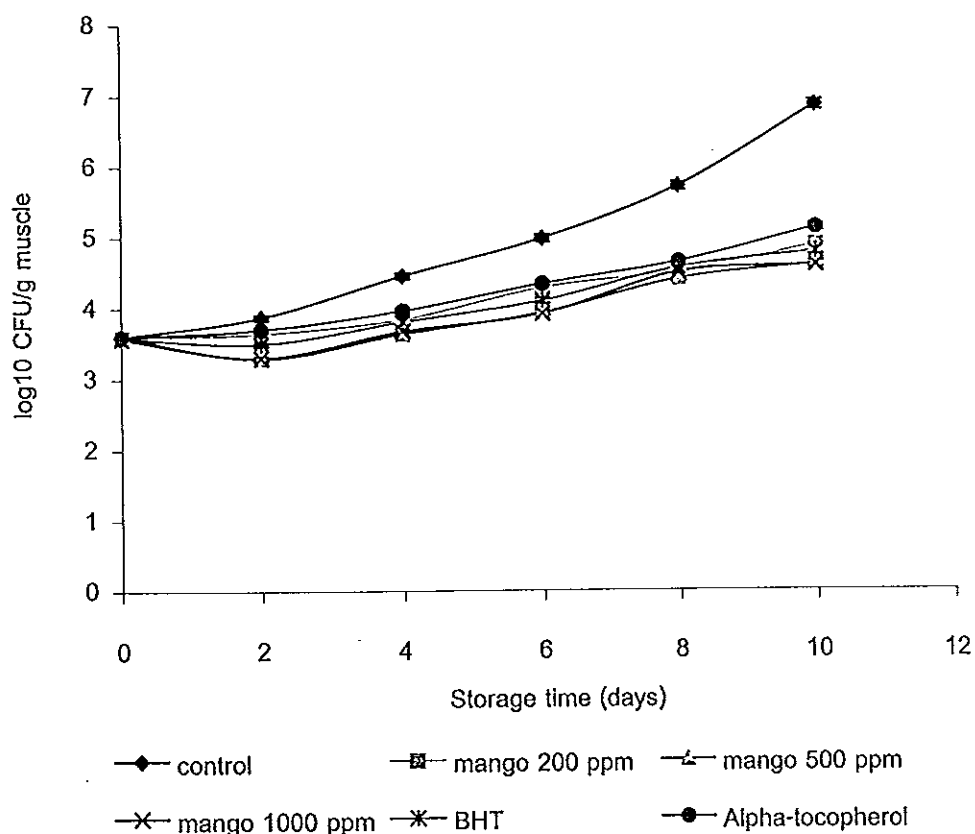 8
7
6
5
4
3
2
1
0
log10 CFU/g muscle
0 2 4 6 8 10 12
Storage time (days)
control mango 200 ppm mango 500 ppm
mango 1000 ppm BHT Alpha-tocopherol